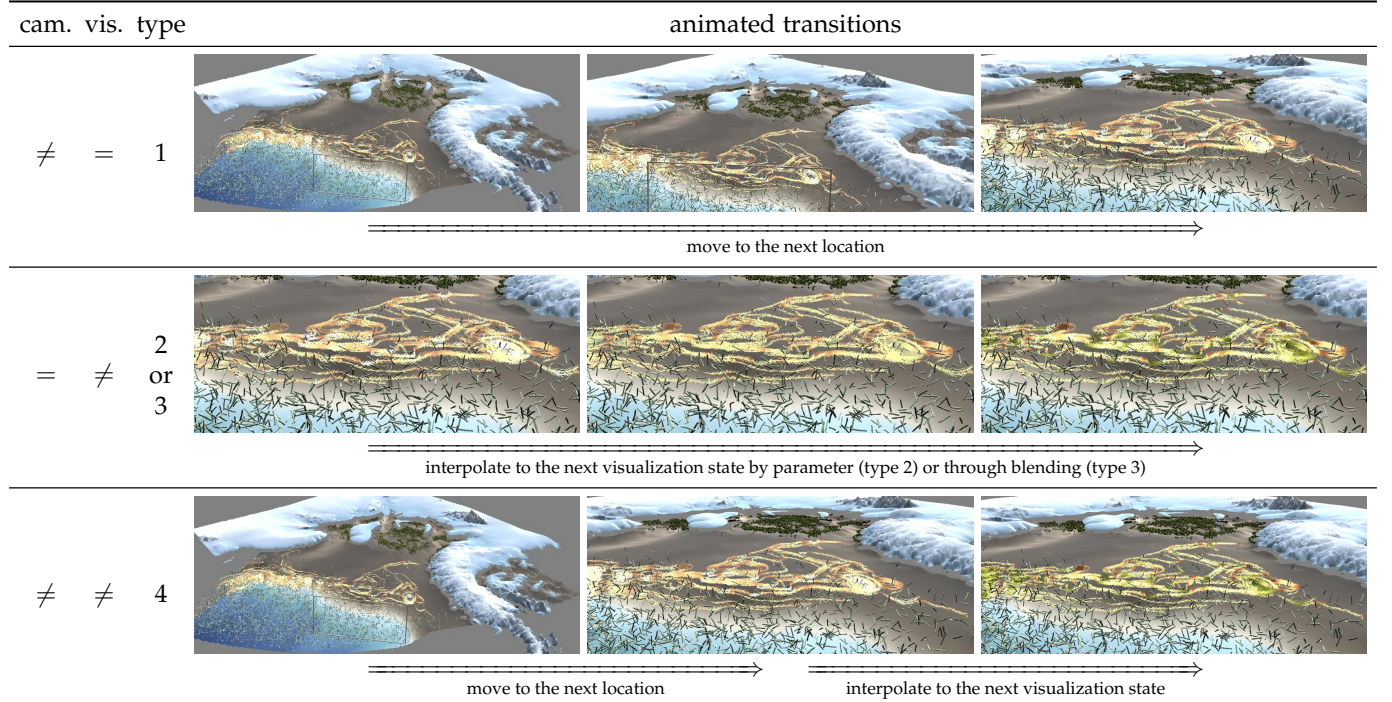 cam. vis. type animated transitions
≠ = 1
move to the next location
= ≠ 2
or
3
interpolate to the next visualization state by parameter (type 2) or through blending (type 3)
≠ ≠ 4
move to the next location interpolate to the next visualization state